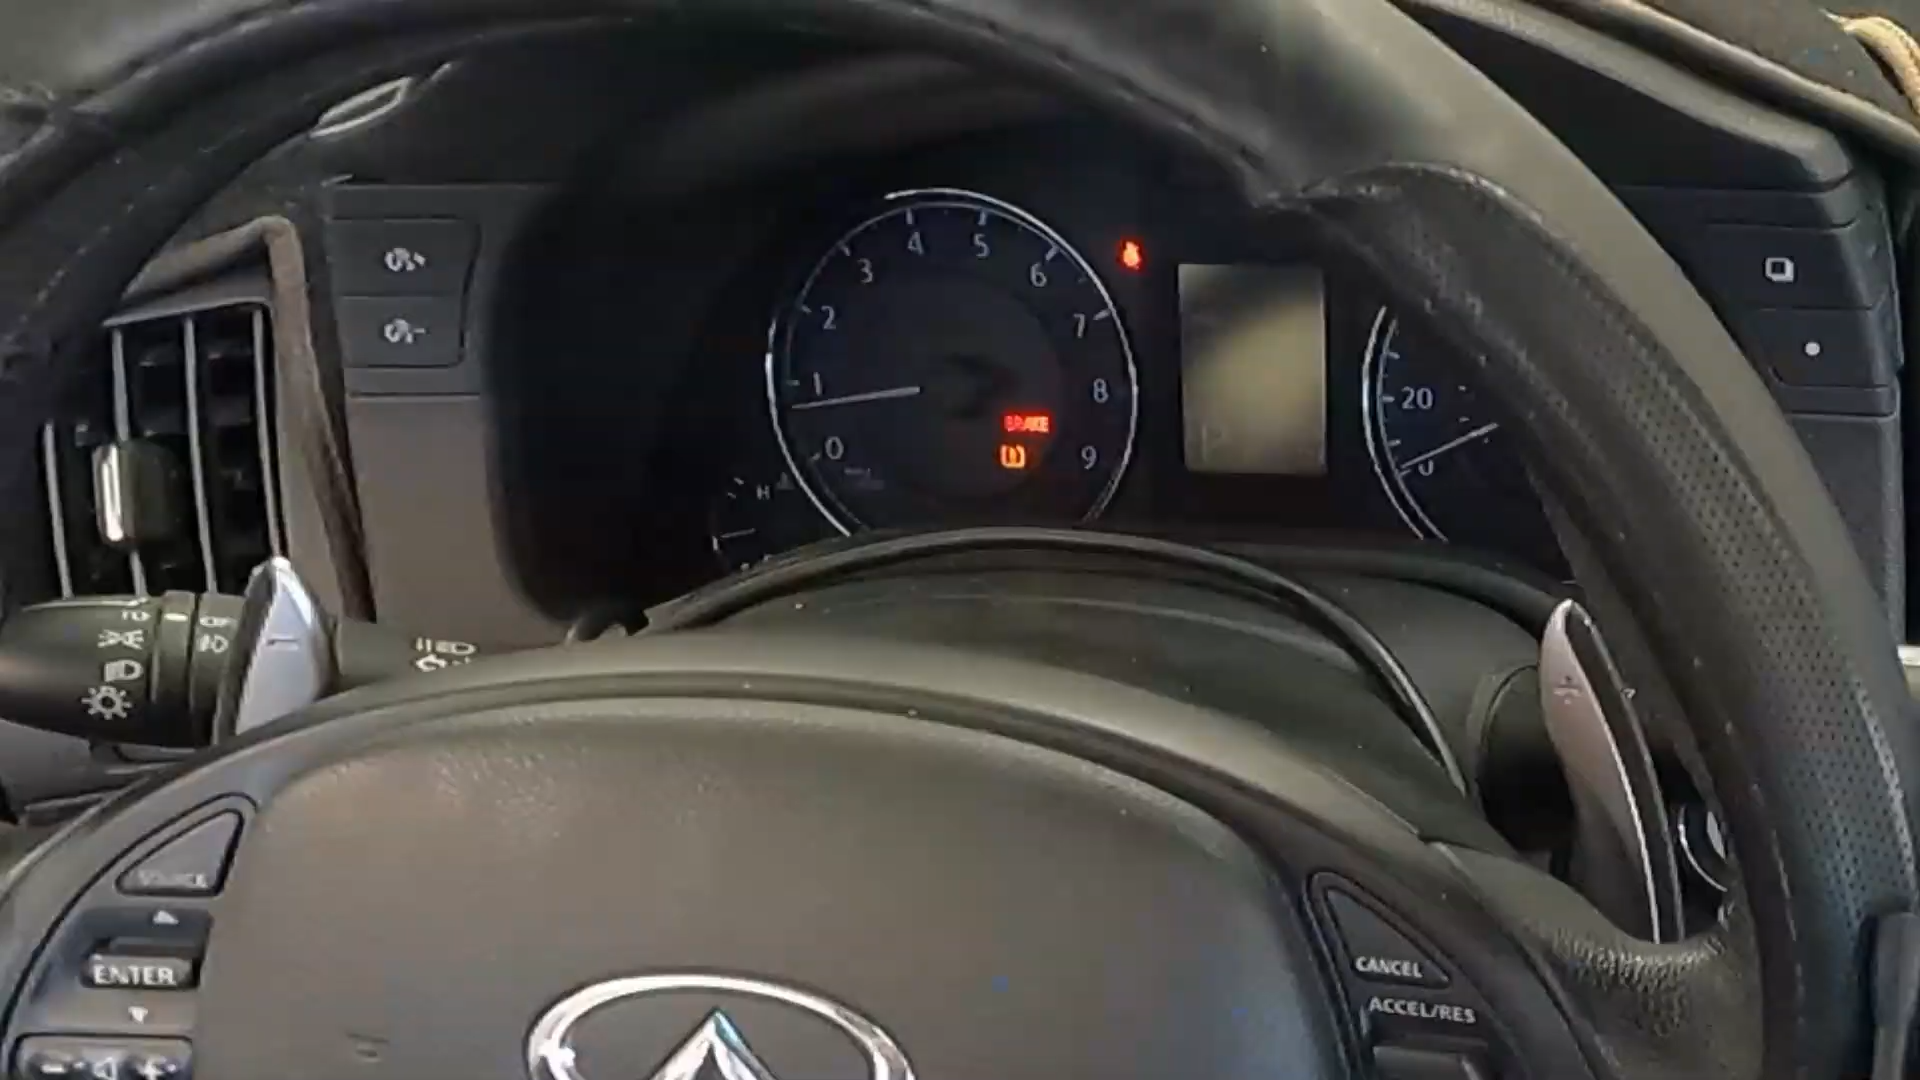 4 5
3 6
2 7
1 8
0 9
BRAKE
H
20
0
SOURCE
ENTER
- +
CANCEL
ACCEL/RES